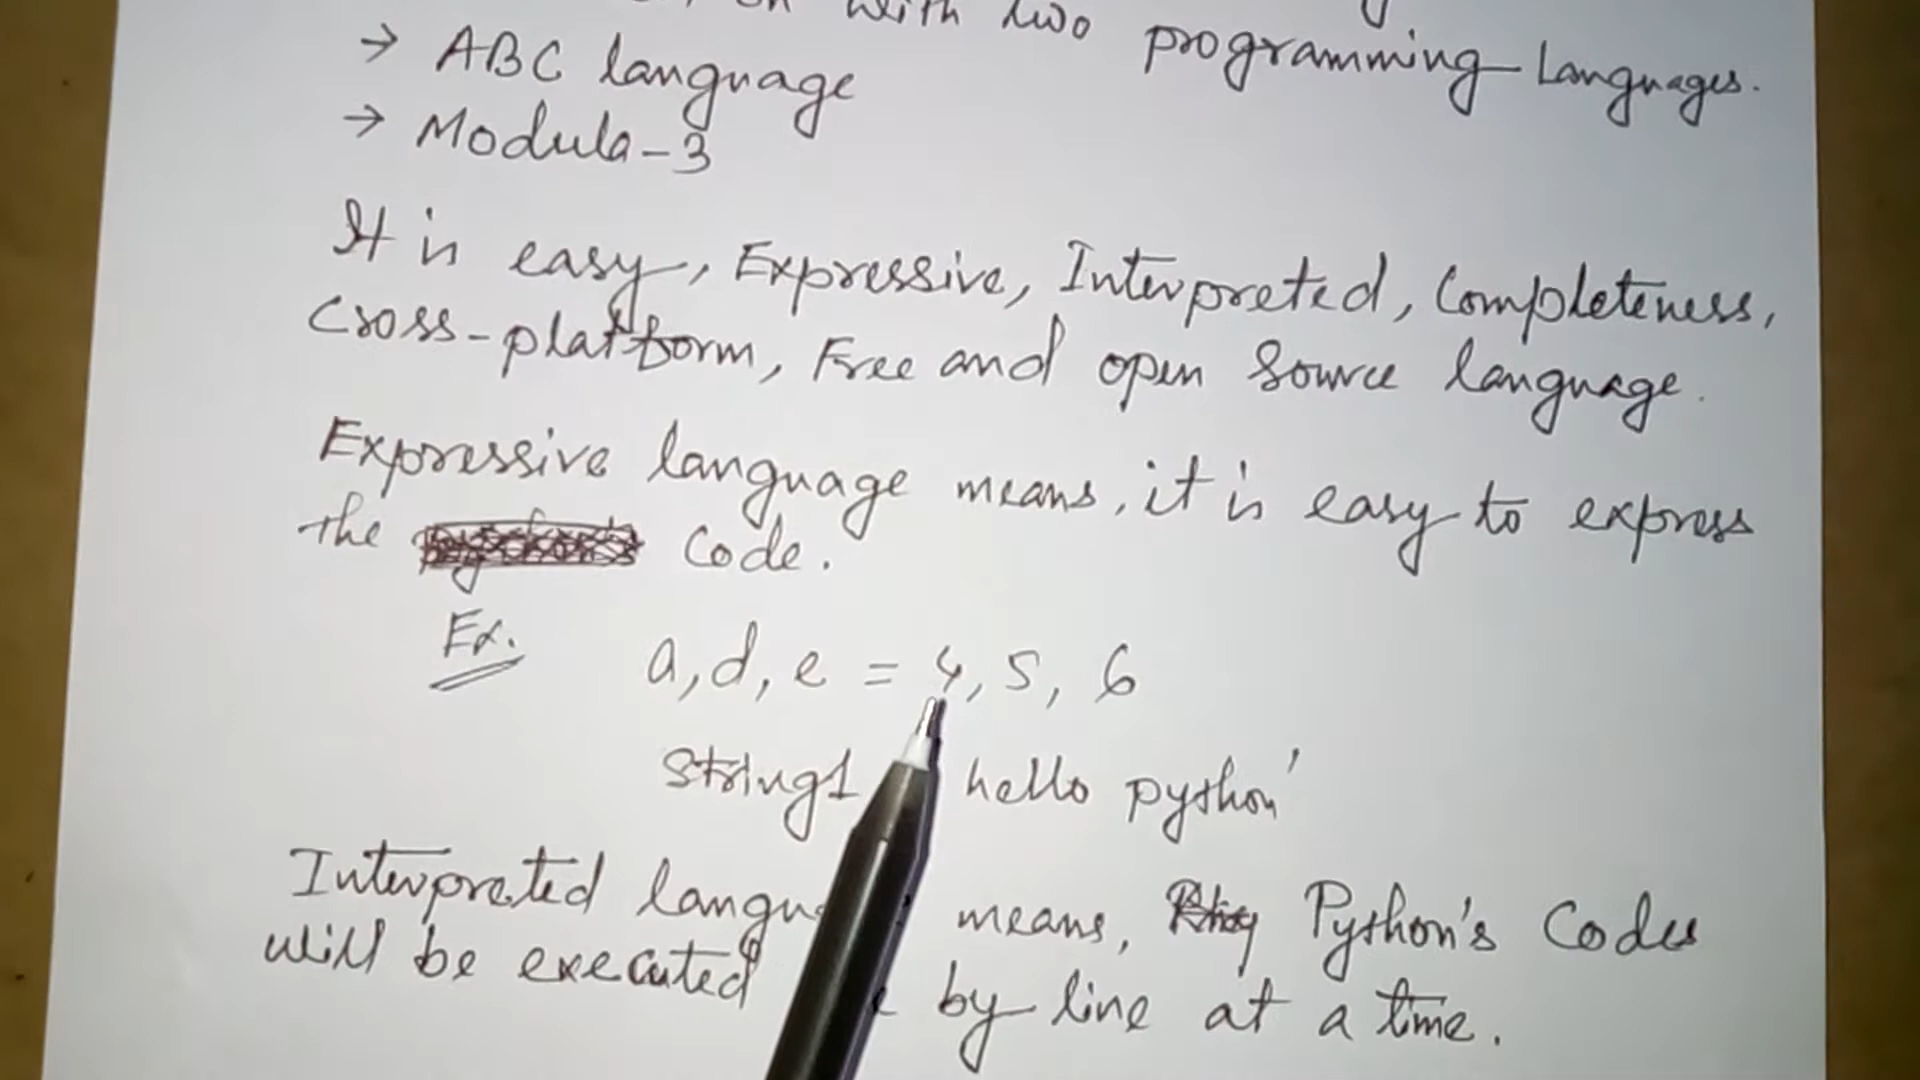 with two programming Languages.
→ ABC language
→ Modula-3
It is easy, Expressive, Interpreted, Completeness,
Cross-platform, Free and open Source language.
Expressive language means, it is easy to express
the Code.
Ex. a, d, e = 4, 5, 6
String1 hello python'
Interpreted langu means, Python's Codes
will be executed by line at a time.